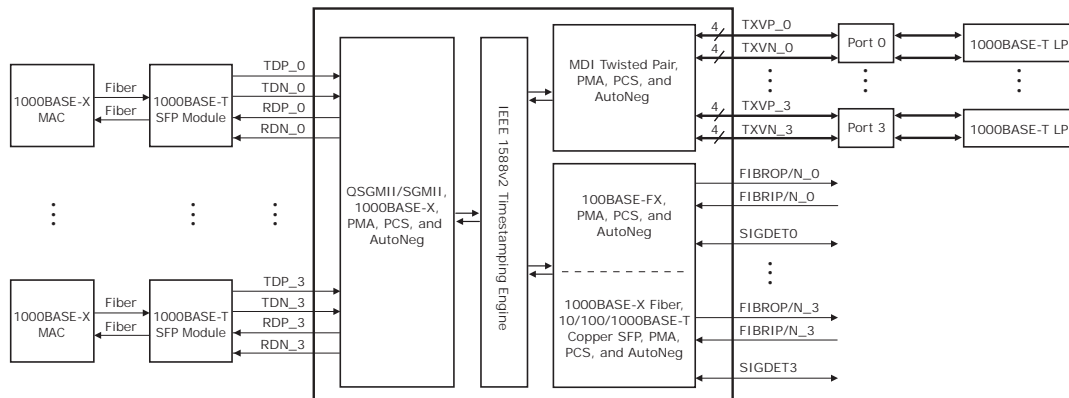 1000BASE-X
MAC
Fiber
Fiber
1000BASE-T
SFP Module
TDP_0
TDN_0
RDP_0
RDN_0
1000BASE-X
MAC
Fiber
Fiber
1000BASE-T
SFP Module
TDP_3
TDN_3
RDP_3
RDN_3
QSGMII/SGMII,
1000BASE-X,
PMA, PCS, and
AutoNeg
IEEE 1588v2 Timestamping Engine
MDI Twisted Pair,
PMA, PCS, and
AutoNeg
4 TXVP_0
4 TXVN_0
Port 0
1000BASE-T LP
4 TXVP_3
4 TXVN_3
Port 3
1000BASE-T LP
100BASE-FX,
PMA, PCS, and
AutoNeg
1000BASE-X Fiber,
10/100/1000BASE-T
Copper SFP, PMA,
PCS, and AutoNeg
FIBROP/N_0
FIBRIP/N_0
SIGDET0
FIBROP/N_3
FIBRIP/N_3
SIGDET3